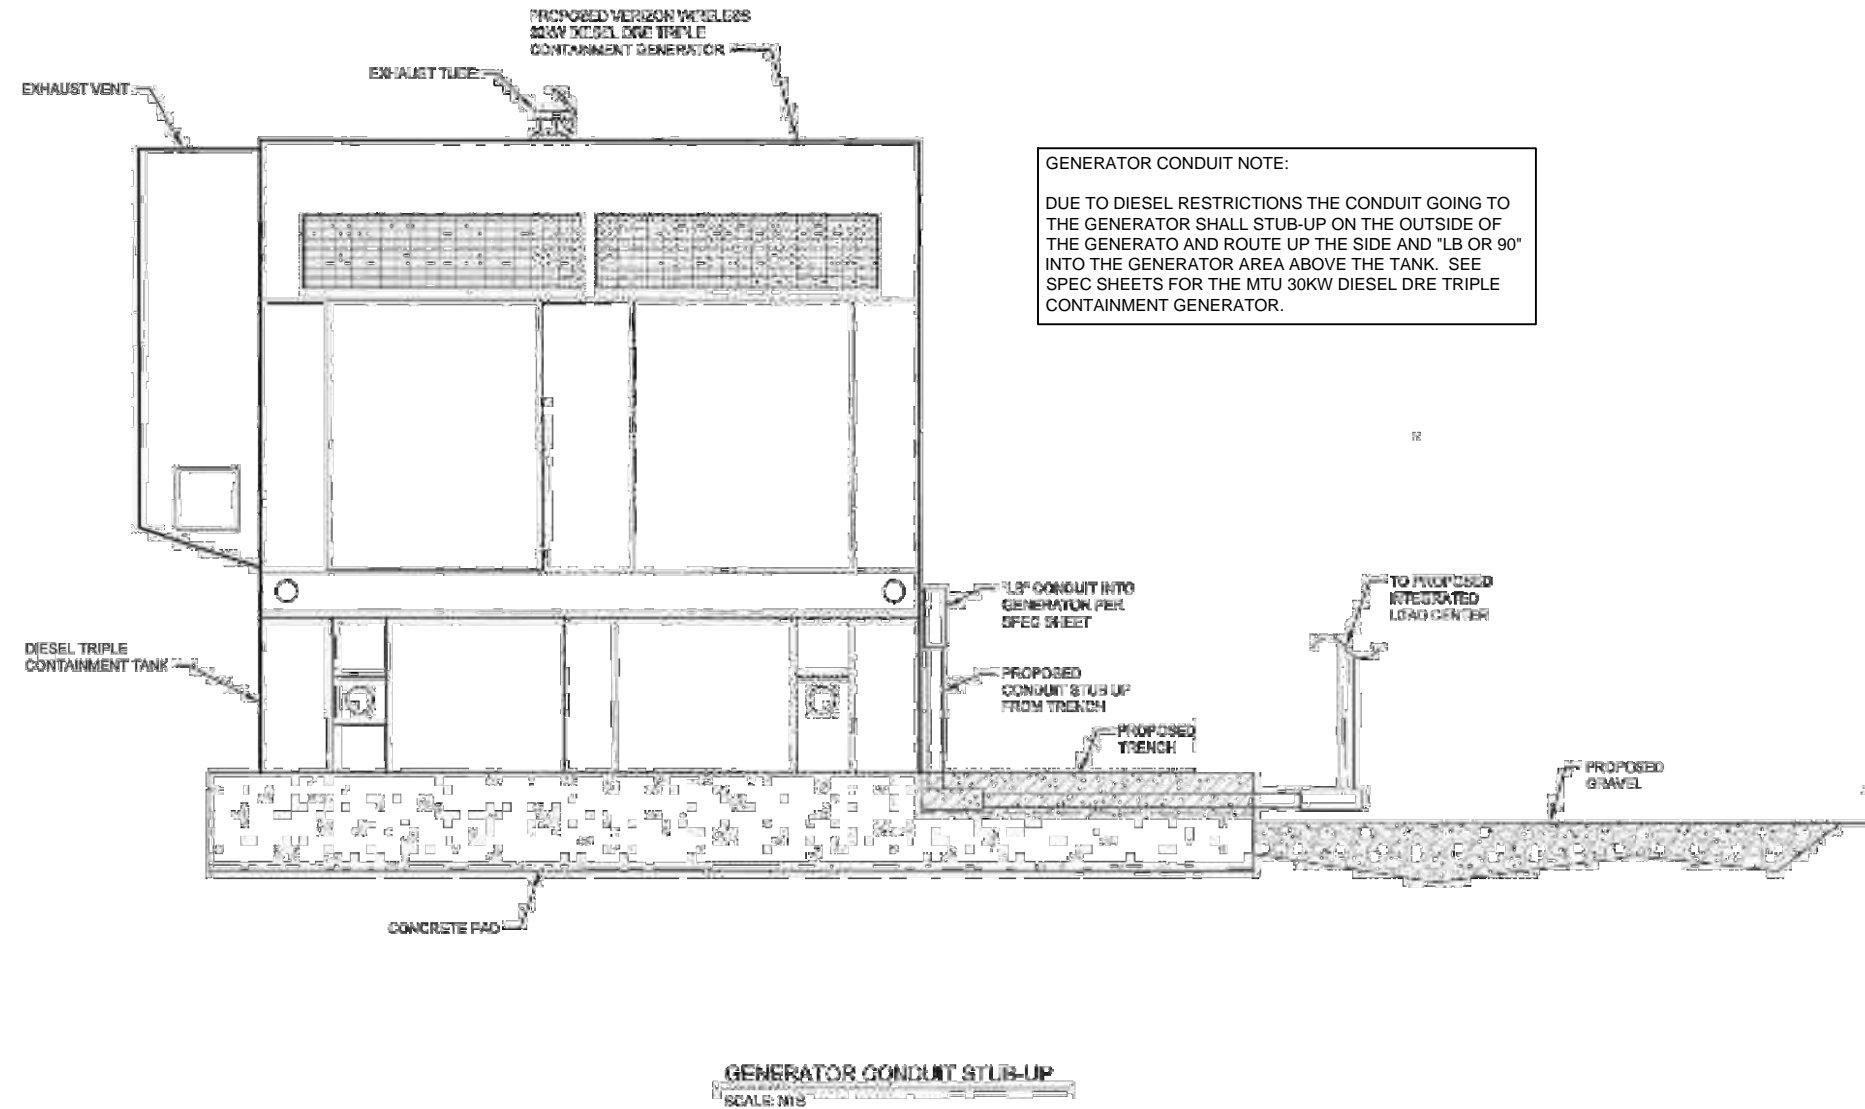 PROPOSED VERIZON WIRELESS
30KW DIESEL DRE TRIPLE
CONTAINMENT GENERATOR
EXHAUST TUBE
EXHAUST VENT
GENERATOR CONDUIT NOTE:
DUE TO DIESEL RESTRICTIONS THE CONDUIT GOING TO
THE GENERATOR SHALL STUB-UP ON THE OUTSIDE OF
THE GENERATO AND ROUTE UP THE SIDE AND "LB OR 90"
INTO THE GENERATOR AREA ABOVE THE TANK. SEE
SPEC SHEETS FOR THE MTU 30KW DIESEL DRE TRIPLE
CONTAINMENT GENERATOR.
"LB" CONDUIT INTO
GENERATOR PER
SPEC SHEET
TO PROPOSED
INTEGRATED
LOAD CENTER
DIESEL TRIPLE
CONTAINMENT TANK
PROPOSED
CONDUIT STUB UP
FROM TRENCH
PROPOSED
TRENCH
PROPOSED
GRAVEL
CONCRETE PAD
GENERATOR CONDUIT STUB-UP
SCALE: NTS